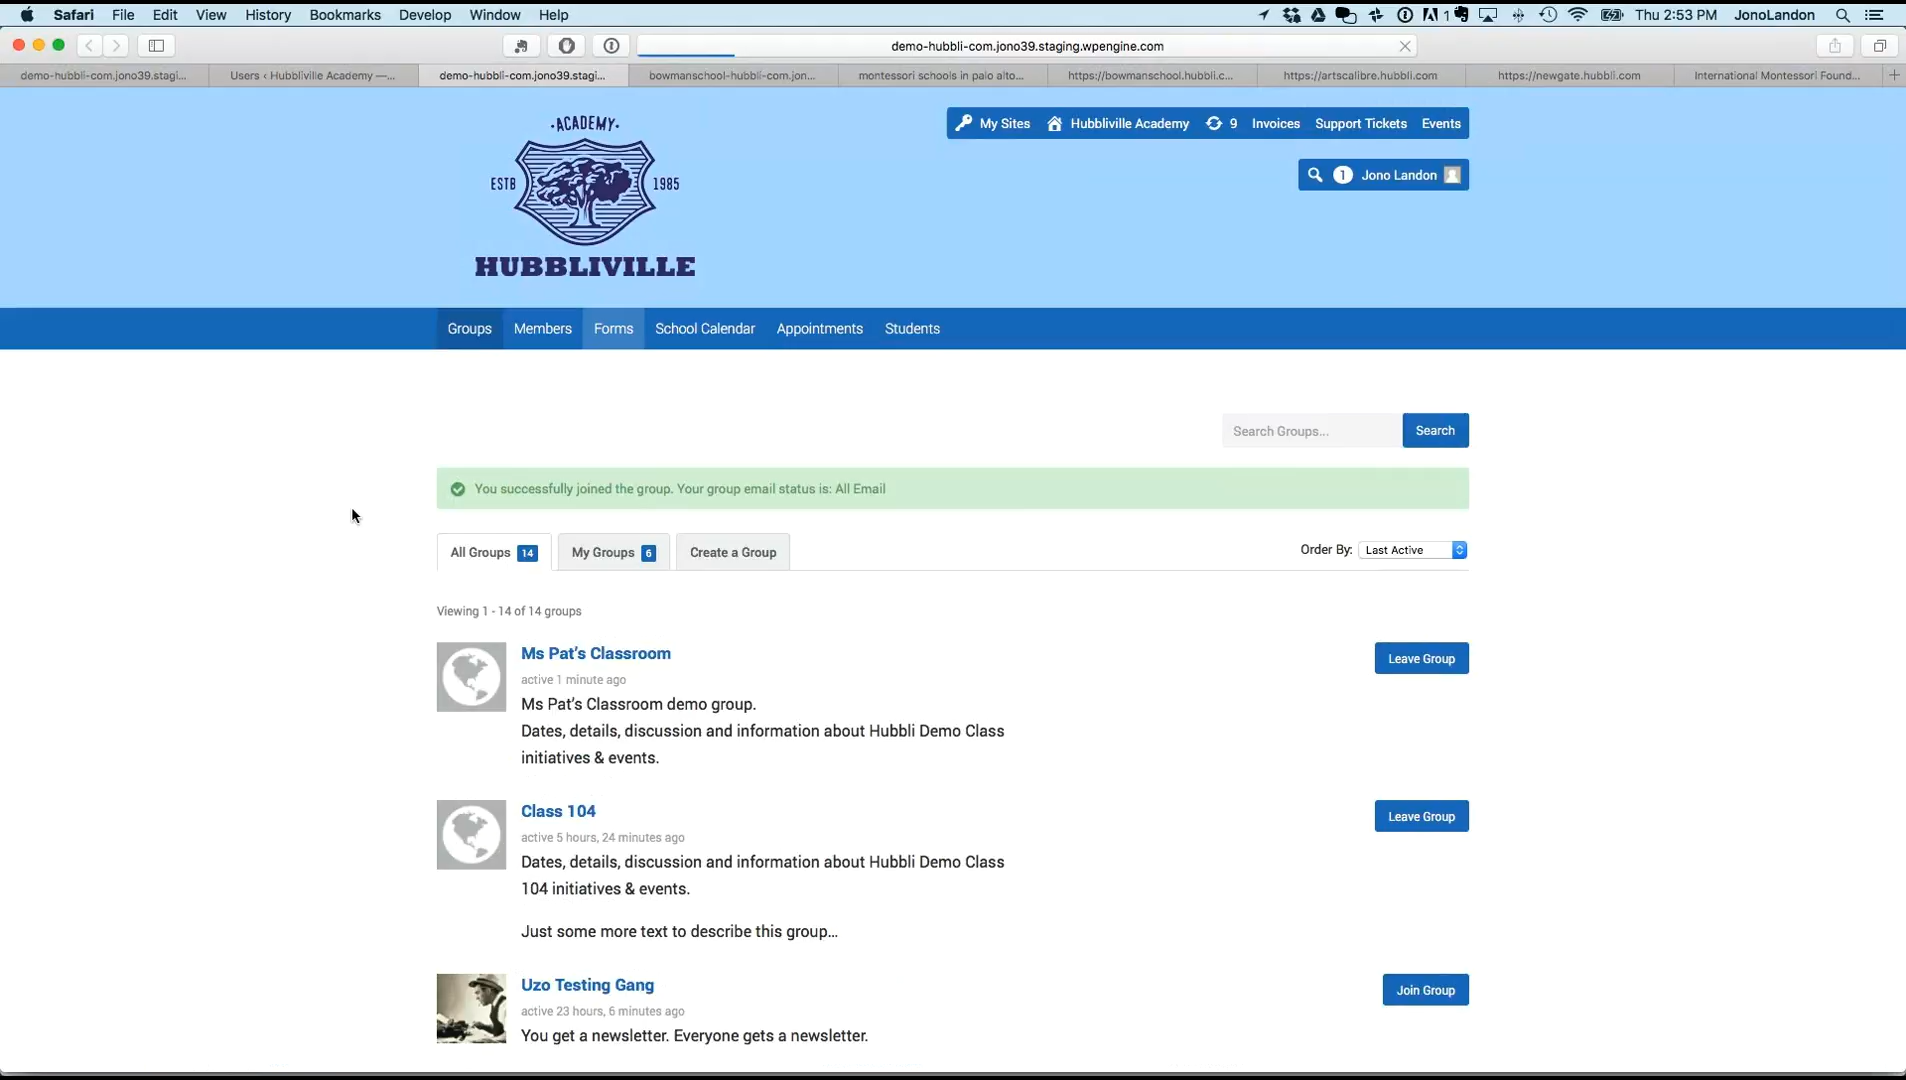 Safari File Edit View History Bookmarks Develop Window Help 1 Thu 2:53 PM JonoLandon
demo-hubbli-com.jono39.staging.wpengine.com
demo-hubbli-com.jono39.stagi... Users ‹ Hubbliville Academy —... demo-hubbli-com.jono39.stagi... bowmanschool-hubbli-com.jon... montessori schools in palo alto... https://bowmanschool.hubbli.c... https://artscalibre.hubbli.com https://newgate.hubbli.com International Montessori Found...
·ACADEMY·
ESTB 1985
HUBBLIVILLE
My Sites Hubbliville Academy 9 Invoices Support Tickets Events
1 Jono Landon
Groups Members Forms School Calendar Appointments Students
Search Groups... Search
You successfully joined the group. Your group email status is: All Email
All Groups 14 My Groups 6 Create a Group Order By: Last Active
Viewing 1 - 14 of 14 groups
Ms Pat's Classroom Leave Group
active 1 minute ago
Ms Pat's Classroom demo group.
Dates, details, discussion and information about Hubbli Demo Class
initiatives & events.
Class 104 Leave Group
active 5 hours, 24 minutes ago
Dates, details, discussion and information about Hubbli Demo Class
104 initiatives & events.
Just some more text to describe this group...
Uzo Testing Gang Join Group
active 23 hours, 6 minutes ago
You get a newsletter. Everyone gets a newsletter.